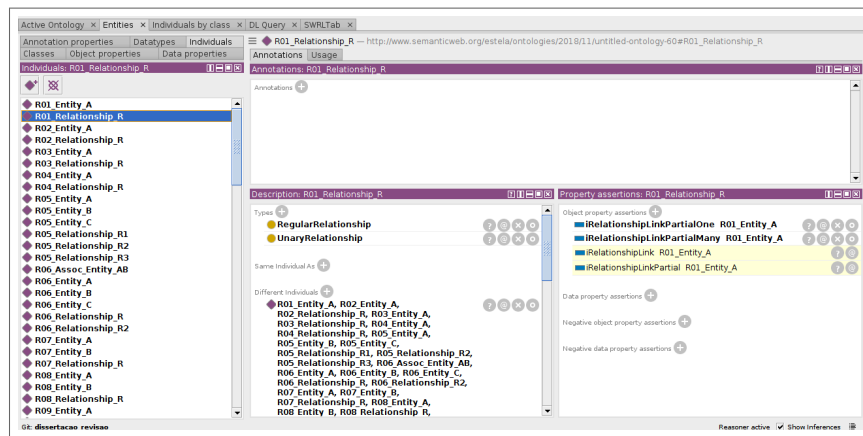 Active Ontology × Entities × Individuals by class × DL Query × SWRLTab ×
Annotation properties Datatypes Individuals
Classes Object properties Data properties
R01_Relationship_R — http://www.semanticweb.org/estela/ontologies/2018/11/untitled-ontology-60#R01_Relationship_R
Annotations Usage
Individuals: R01_Relationship_R
R01_Entity_A
R01_Relationship_R
R02_Entity_A
R02_Relationship_R
R03_Entity_A
R03_Relationship_R
R04_Entity_A
R04_Relationship_R
R05_Entity_A
R05_Entity_B
R05_Entity_C
R05_Relationship_R1
R05_Relationship_R2
R05_Relationship_R3
R06_Assoc_Entity_AB
R06_Entity_A
R06_Entity_B
R06_Entity_C
R06_Relationship_R
R06_Relationship_R2
R07_Entity_A
R07_Entity_B
R07_Relationship_R
R08_Entity_A
R08_Entity_B
R08_Relationship_R
R09_Entity_A
Annotations: R01_Relationship_R
Annotations
Description: R01_Relationship_R
Types
RegularRelationship
UnaryRelationship
Same Individual As
Different Individuals
R01_Entity_A, R02_Entity_A,
R02_Relationship_R, R03_Entity_A,
R03_Relationship_R, R04_Entity_A,
R04_Relationship_R, R05_Entity_A,
R05_Entity_B, R05_Entity_C,
R05_Relationship_R1, R05_Relationship_R2,
R05_Relationship_R3, R06_Assoc_Entity_AB,
R06_Entity_A, R06_Entity_B, R06_Entity_C,
R06_Relationship_R, R06_Relationship_R2,
R07_Entity_A, R07_Entity_B,
R07_Relationship_R, R08_Entity_A,
R08_Entity_B, R08_Relationship_R,
Property assertions: R01_Relationship_R
Object property assertions
iRelationshipLinkPartialOne R01_Entity_A
iRelationshipLinkPartialMany R01_Entity_A
iRelationshipLink R01_Entity_A
iRelationshipLinkPartial R01_Entity_A
Data property assertions
Negative object property assertions
Negative data property assertions
Git: dissertacao_revisao
Reasoner active Show Inferences